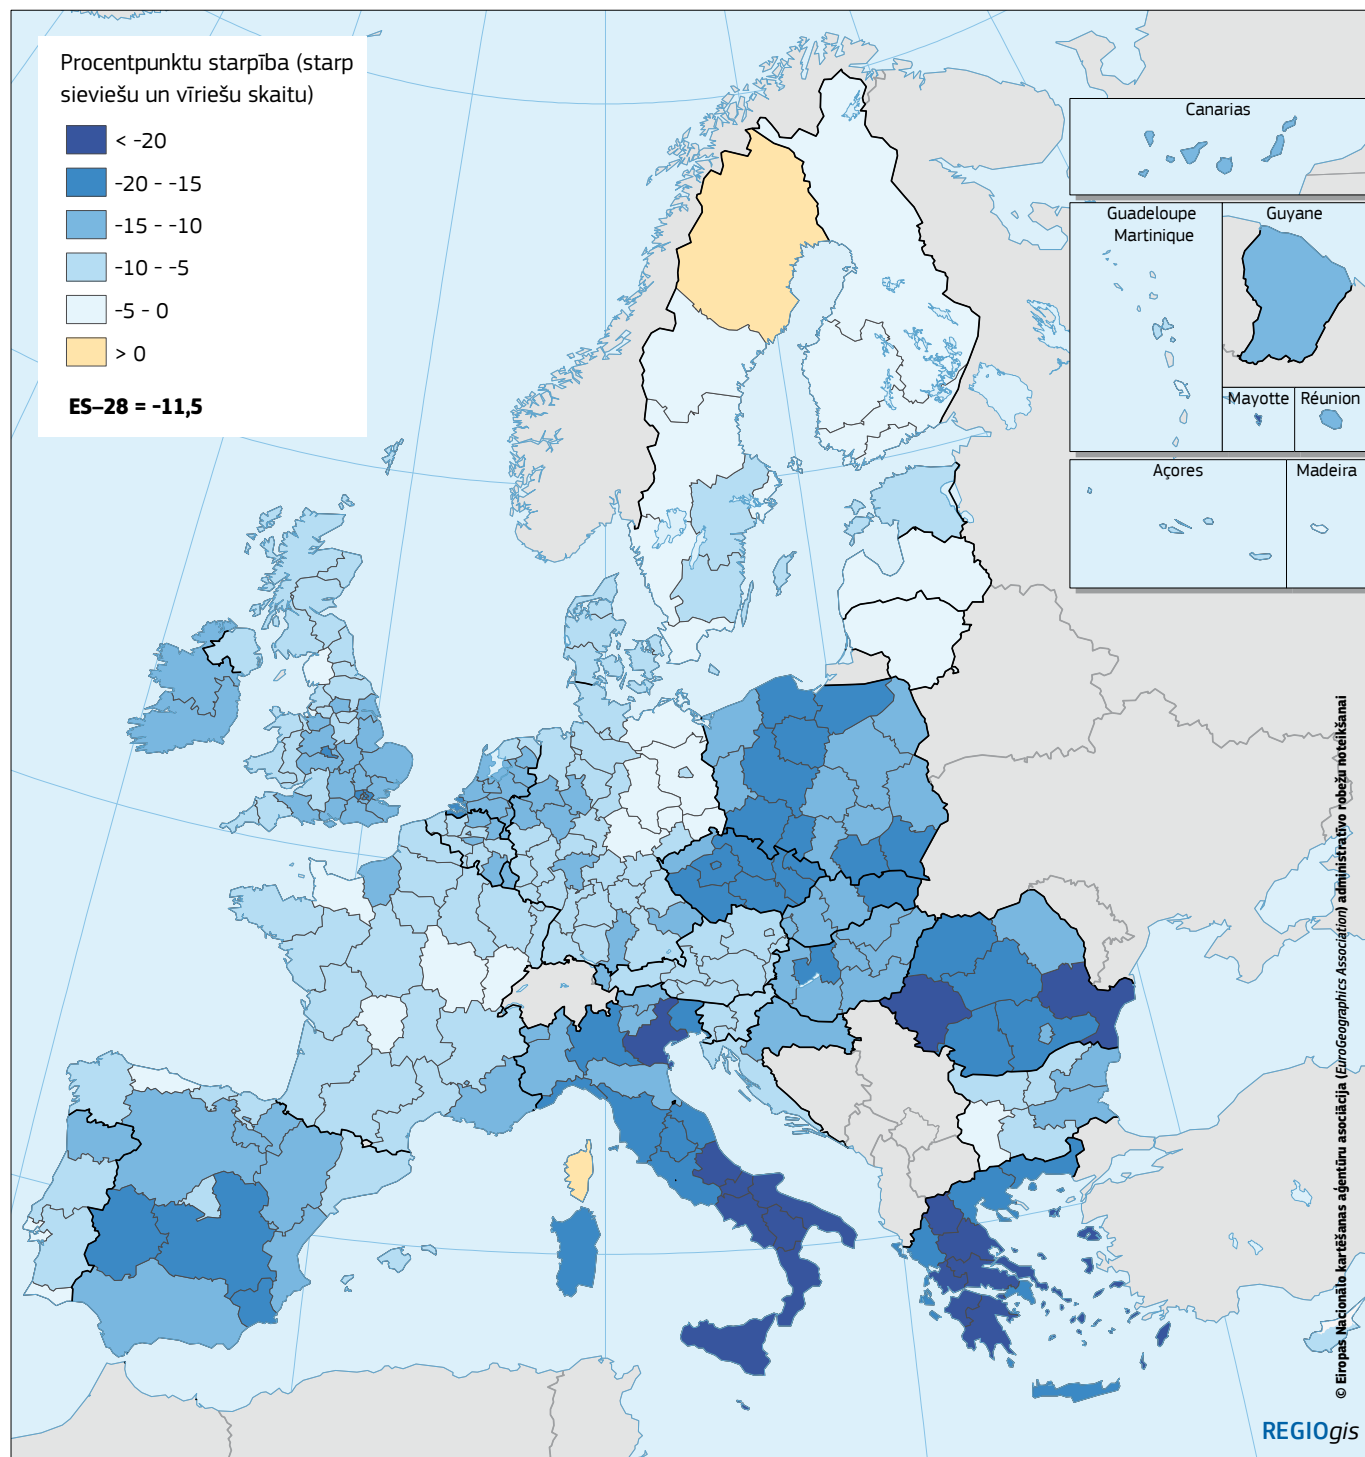 Procentpunktu starpība (starp
sieviešu un vīriešu skaitu)
< -20
-20 - -15
-15 - -10
-10 - -5
-5 - 0
> 0
ES–28 = -11,5
Canarias
Guadeloupe
Martinique
Guyane
Mayotte
Réunion
Açores
Madeira
© Eiropas Nacionālo kartēšanas aģentūru asociācija (EuroGeographics Association) administratīvo robežu noteikšanai
REGIOgis